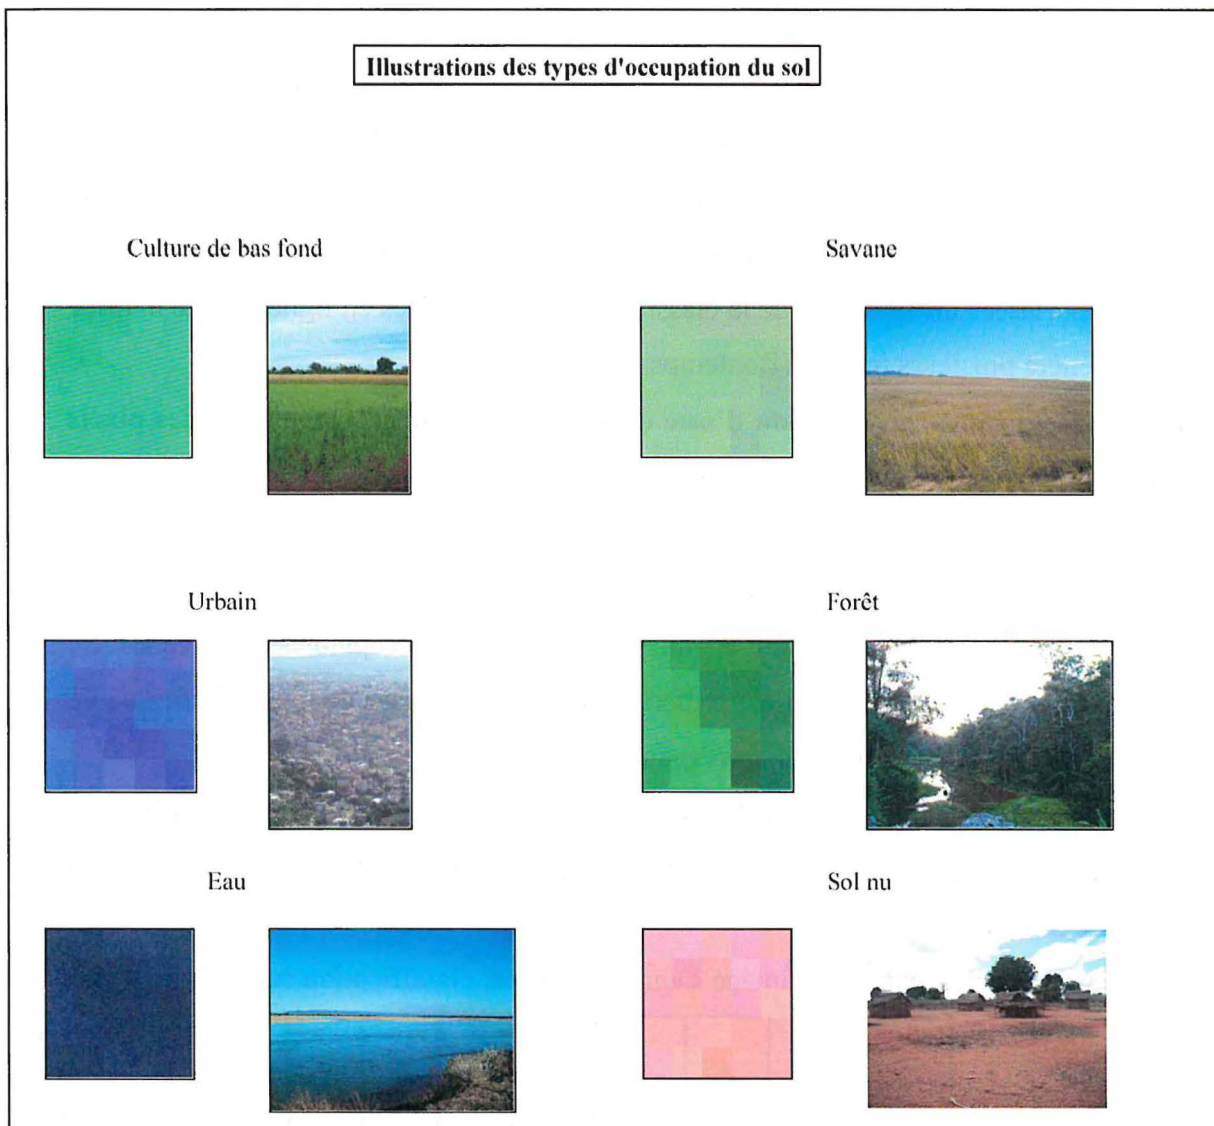 Illustrations des types d'occupation du sol
Culture de bas fond
Savane
Urbain
Forêt
Eau
Sol nu